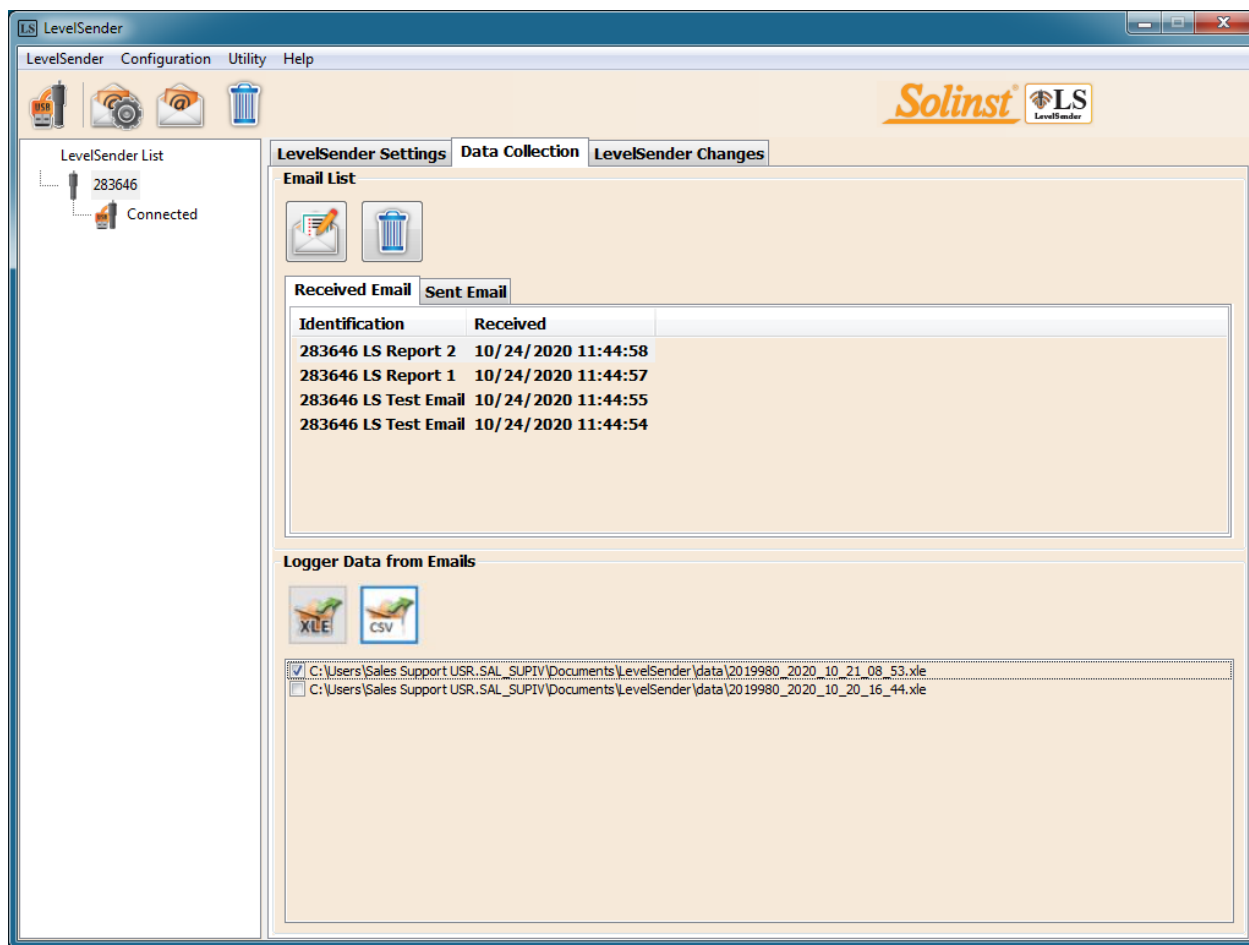 LS LevelSender
LevelSender Configuration Utility Help
USB @ Solinst® LS
LevelSender
LevelSender List
283646
USB Connected
LevelSender Settings Data Collection LevelSender Changes
Email List
Received Email Sent Email
Identification Received
283646 LS Report 2 10/24/2020 11:44:58
283646 LS Report 1 10/24/2020 11:44:57
283646 LS Test Email 10/24/2020 11:44:55
283646 LS Test Email 10/24/2020 11:44:54
Logger Data from Emails
XLE CSV
C:\Users\Sales Support USR.SAL_SUPIV\Documents\LevelSender\data\2019980_2020_10_21_08_53.xle
C:\Users\Sales Support USR.SAL_SUPIV\Documents\LevelSender\data\2019980_2020_10_20_16_44.xle